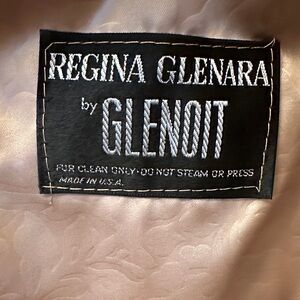 REGINA GLENARA
by GLENOIT
FUR CLEAN ONLY·DO NOT STEAM OR PRESS
MADE IN U.S.A.